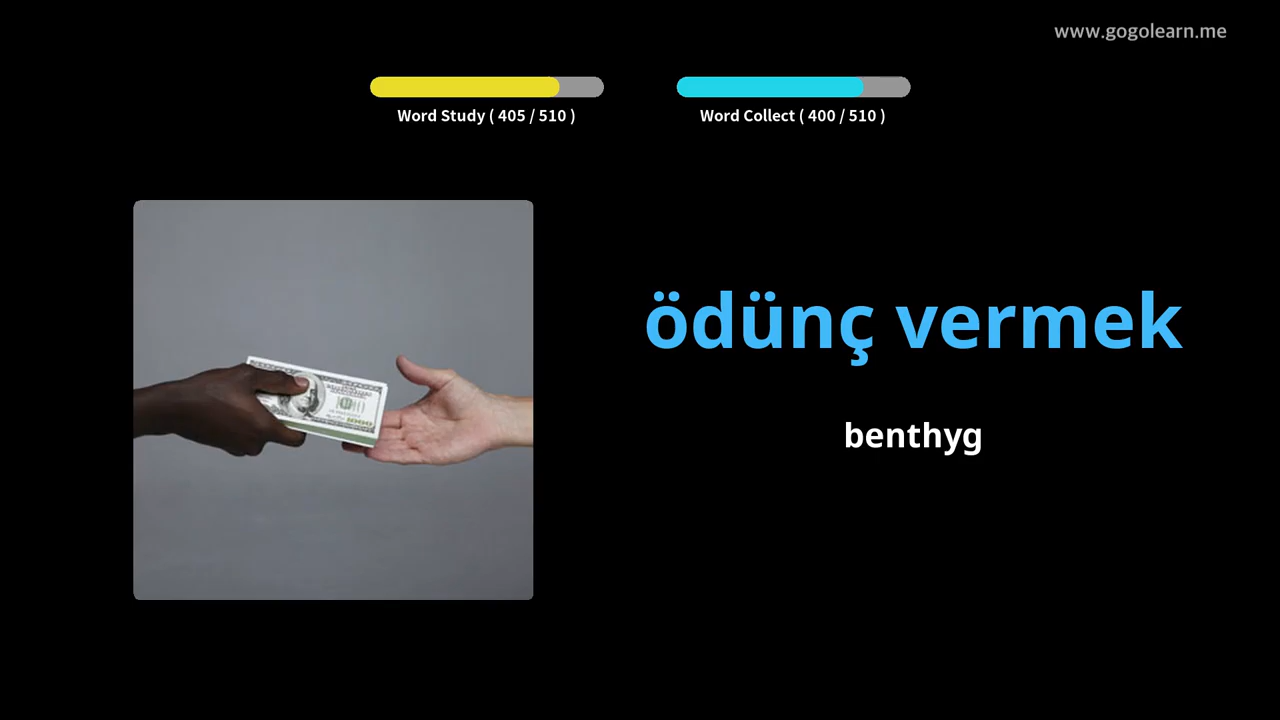 www.gogolearn.me
Word Study ( 405 / 510 )
Word Collect ( 400 / 510 )
ödünç vermek
benthyg